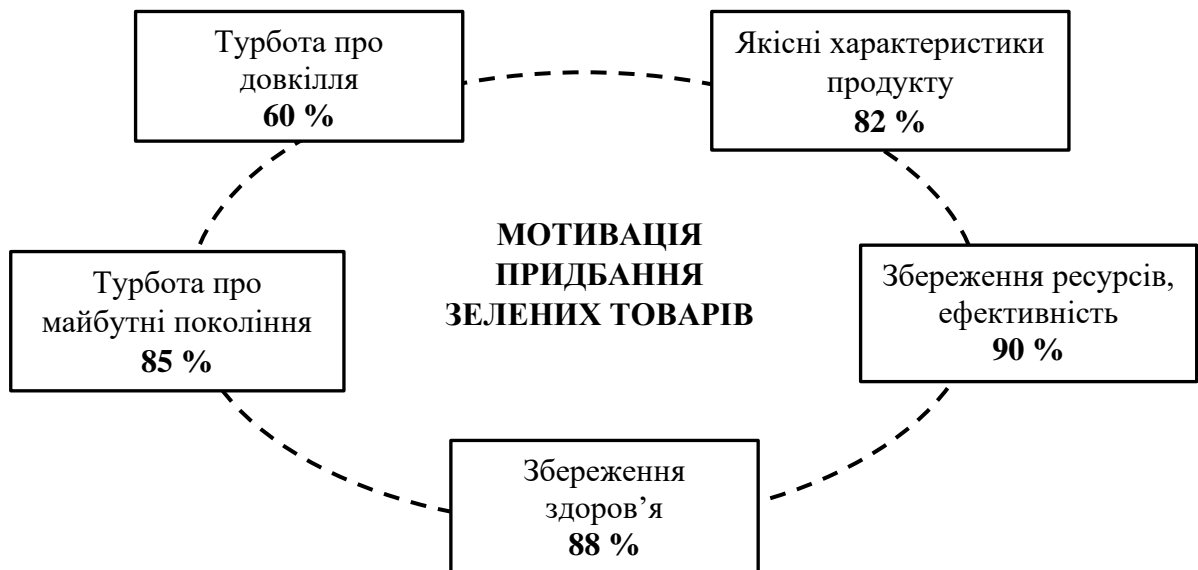 Турбота про
довкілля
60 %
Якісні характеристики
продукту
82 %
МОТИВАЦІЯ
ПРИДБАННЯ
ЗЕЛЕНИХ ТОВАРІВ
Турбота про
майбутні покоління
85 %
Збереження ресурсів,
ефективність
90 %
Збереження
здоров’я
88 %